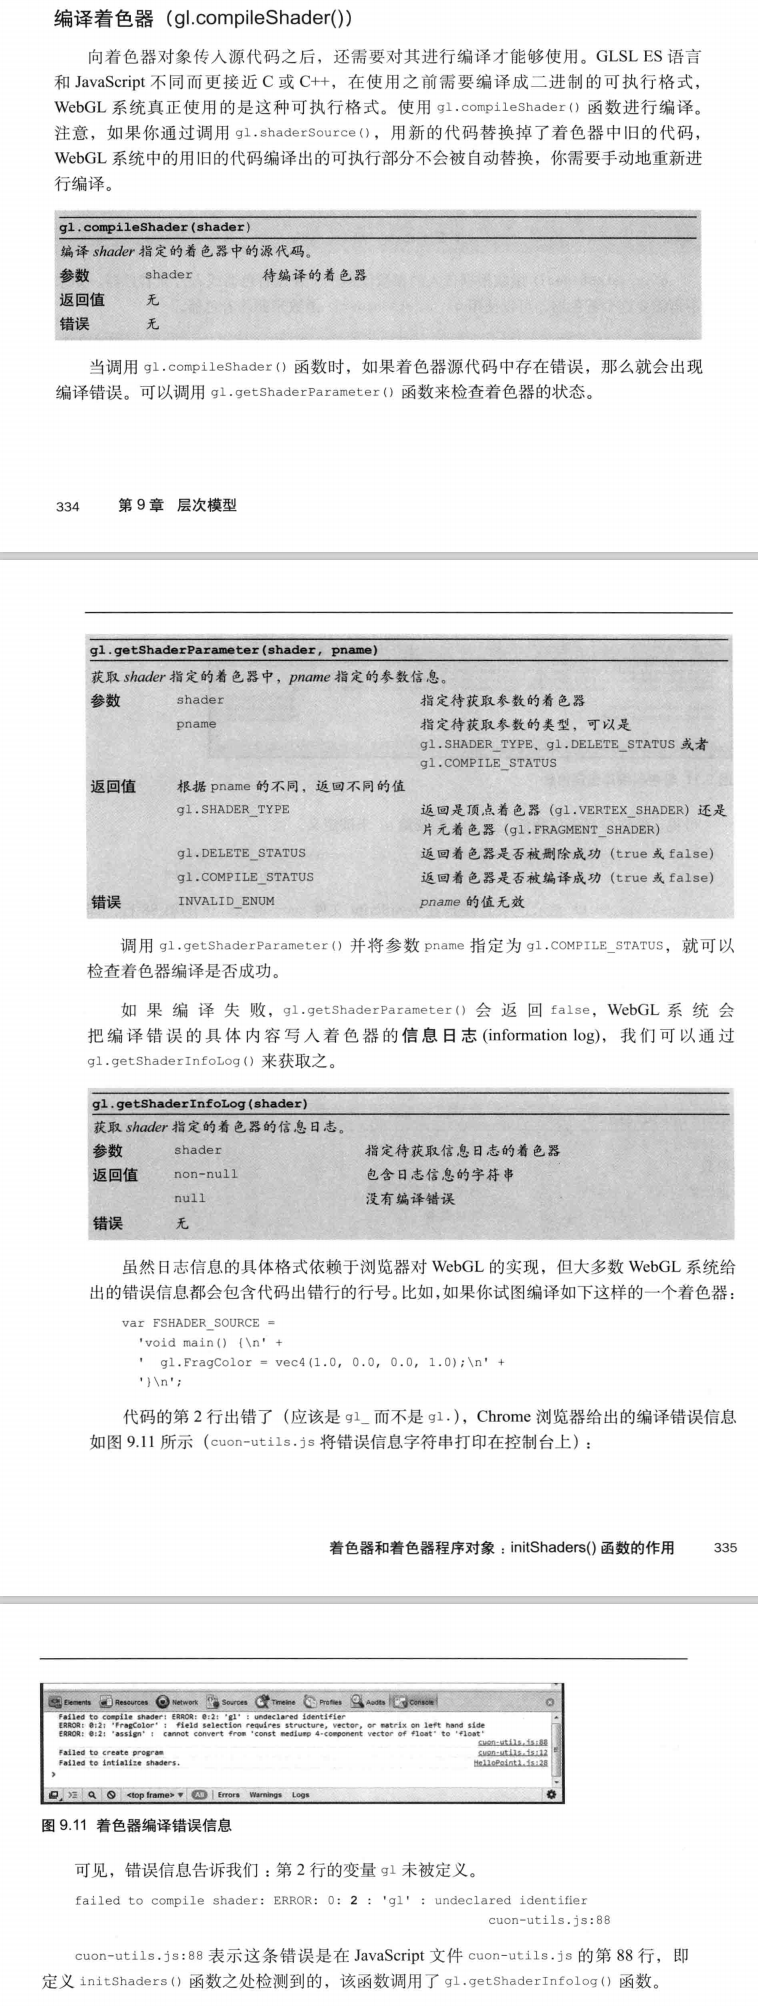 编译着色器（gl.compileShader()）
向着色器对象传入源代码之后，还需要对其进行编译才能够使用。GLSL ES 语言
和 JavaScript 不同而更接近 C 或 C++，在使用之前需要编译成二进制的可执行格式，
WebGL 系统真正使用的是这种可执行格式。使用 gl.compileShader() 函数进行编译。
注意，如果你通过调用 gl.shaderSource()，用新的代码替换掉了着色器中旧的代码，
WebGL 系统中的用旧的代码编译出的可执行部分不会被自动替换，你需要手动地重新进
行编译。
gl.compileShader(shader)
编译 shader 指定的着色器中的源代码。
参数 shader 待编译的着色器
返回值 无
错误 无
当调用 gl.compileShader() 函数时，如果着色器源代码中存在错误，那么就会出现
编译错误。可以调用 gl.getShaderParameter() 函数来检查着色器的状态。
334 第 9 章 层次模型
gl.getShaderParameter(shader, pname)
获取 shader 指定的着色器中，pname 指定的参数信息。
参数 shader 指定待获取参数的着色器
pname 指定待获取参数的类型，可以是
gl.SHADER_TYPE、gl.DELETE_STATUS 或者
gl.COMPILE_STATUS
返回值 根据 pname 的不同，返回不同的值
gl.SHADER_TYPE 返回是顶点着色器（gl.VERTEX_SHADER）还是
片元着色器（gl.FRAGMENT_SHADER）
gl.DELETE_STATUS 返回着色器是否被删除成功（true 或 false）
gl.COMPILE_STATUS 返回着色器是否被编译成功（true 或 false）
错误 INVALID_ENUM pname 的值无效
调用 gl.getShaderParameter() 并将参数 pname 指定为 gl.COMPILE_STATUS，就可以
检查着色器编译是否成功。
如果编译失败，gl.getShaderParameter() 会返回 false，WebGL 系统会
把编译错误的具体内容写入着色器的信息日志 (information log)，我们可以通过
gl.getShaderInfoLog() 来获取之。
gl.getShaderInfoLog(shader)
获取 shader 指定的着色器的信息日志。
参数 shader 指定待获取信息日志的着色器
返回值 non-null 包含日志信息的字符串
null 没有编译错误
错误 无
虽然日志信息的具体格式依赖于浏览器对 WebGL 的实现，但大多数 WebGL 系统给
出的错误信息都会包含代码出错行的行号。比如，如果你试图编译如下这样的一个着色器：
var FSHADER_SOURCE =
'void main() {\n' +
'  gl.FragColor = vec4(1.0, 0.0, 0.0, 1.0);\n' +
'}\n';
代码的第 2 行出错了（应该是 gl_ 而不是 gl.），Chrome 浏览器给出的编译错误信息
如图 9.11 所示（cuon-utils.js 将错误信息字符串打印在控制台上）：
着色器和着色器程序对象：initShaders() 函数的作用 335
Elements Resources Network Sources Timeline Profiles Audits Console
Failed to compile shader: ERROR: 0:2: 'gl' : undeclared identifier
ERROR: 0:2: 'FragColor' : field selection requires structure, vector, or matrix on left hand side
ERROR: 0:2: 'assign' : cannot convert from 'const mediump 4-component vector of float' to 'float'
cuon-utils.js:88
Failed to create program cuon-utils.js:12
Failed to intialize shaders. HelloPoint1.js:28
>
<top frame> All Errors Warnings Logs
图 9.11 着色器编译错误信息
可见，错误信息告诉我们：第 2 行的变量 gl 未被定义。
failed to compile shader: ERROR: 0: 2 : 'gl' : undeclared identifier
cuon-utils.js:88
cuon-utils.js:88 表示这条错误是在 JavaScript 文件 cuon-utils.js 的第 88 行，即
定义 initShaders() 函数之处检测到的，该函数调用了 gl.getShaderInfolog() 函数。